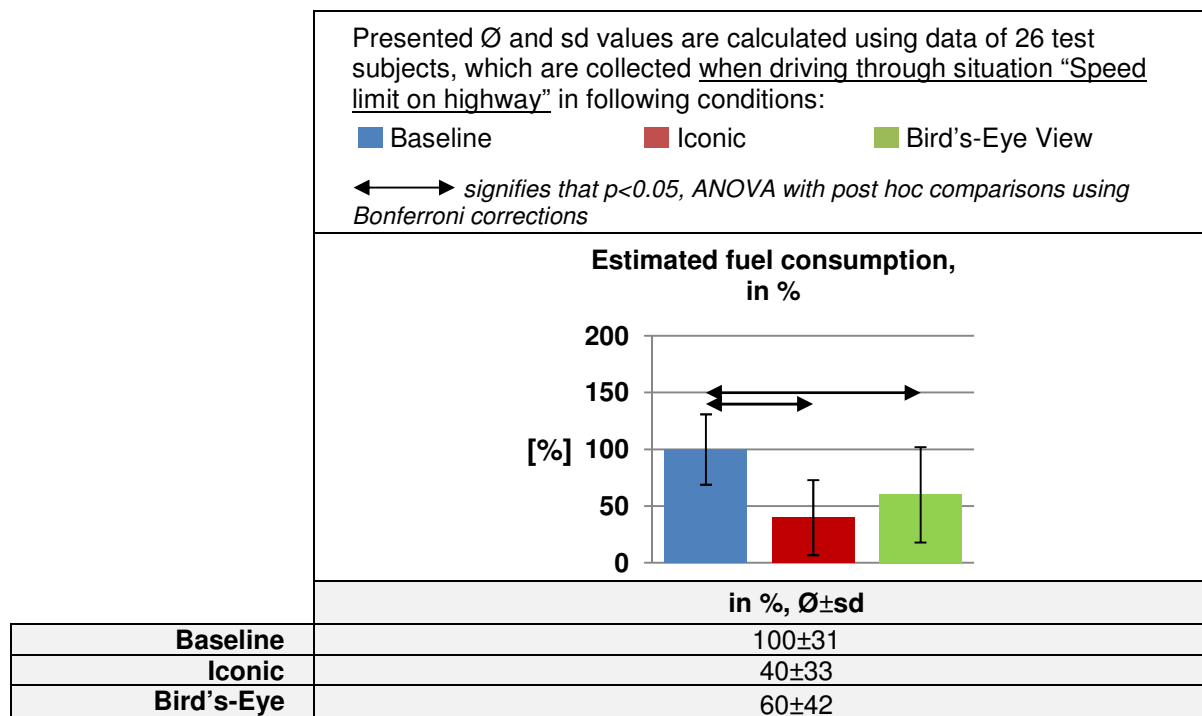 Presented Ø and sd values are calculated using data of 26 test
subjects, which are collected when driving through situation “Speed
limit on highway” in following conditions:
Baseline Iconic Bird's-Eye View
signifies that p<0.05, ANOVA with post hoc comparisons using
Bonferroni corrections
Estimated fuel consumption,
in %
200
150
[%] 100
50
0
in %, Ø±sd
Baseline 100±31
Iconic 40±33
Bird's-Eye 60±42